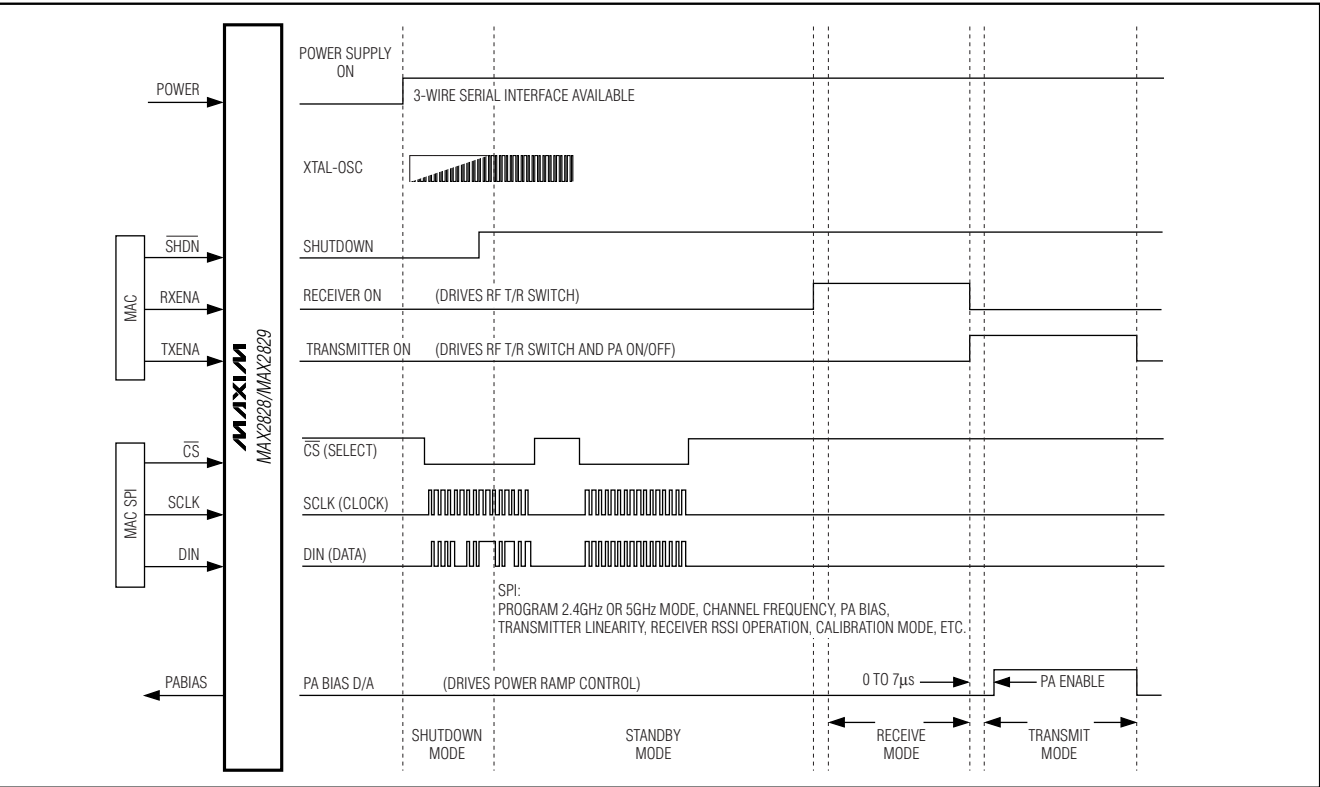 POWER SUPPLY
ON
POWER
3-WIRE SERIAL INTERFACE AVAILABLE
XTAL-OSC
MAC
SHDN
SHUTDOWN
RXENA
RECEIVER ON
(DRIVES RF T/R SWITCH)
TXENA
TRANSMITTER ON
(DRIVES RF T/R SWITCH AND PA ON/OFF)
MAXIM
MAX2828/MAX2829
MAC SPI
CS
CS (SELECT)
SCLK
SCLK (CLOCK)
DIN
DIN (DATA)
SPI:
PROGRAM 2.4GHz OR 5GHz MODE, CHANNEL FREQUENCY, PA BIAS,
TRANSMITTER LINEARITY, RECEIVER RSSI OPERATION, CALIBRATION MODE, ETC.
PABIAS
PA BIAS D/A
(DRIVES POWER RAMP CONTROL)
0 TO 7μs
PA ENABLE
SHUTDOWN
MODE
STANDBY
MODE
RECEIVE
MODE
TRANSMIT
MODE